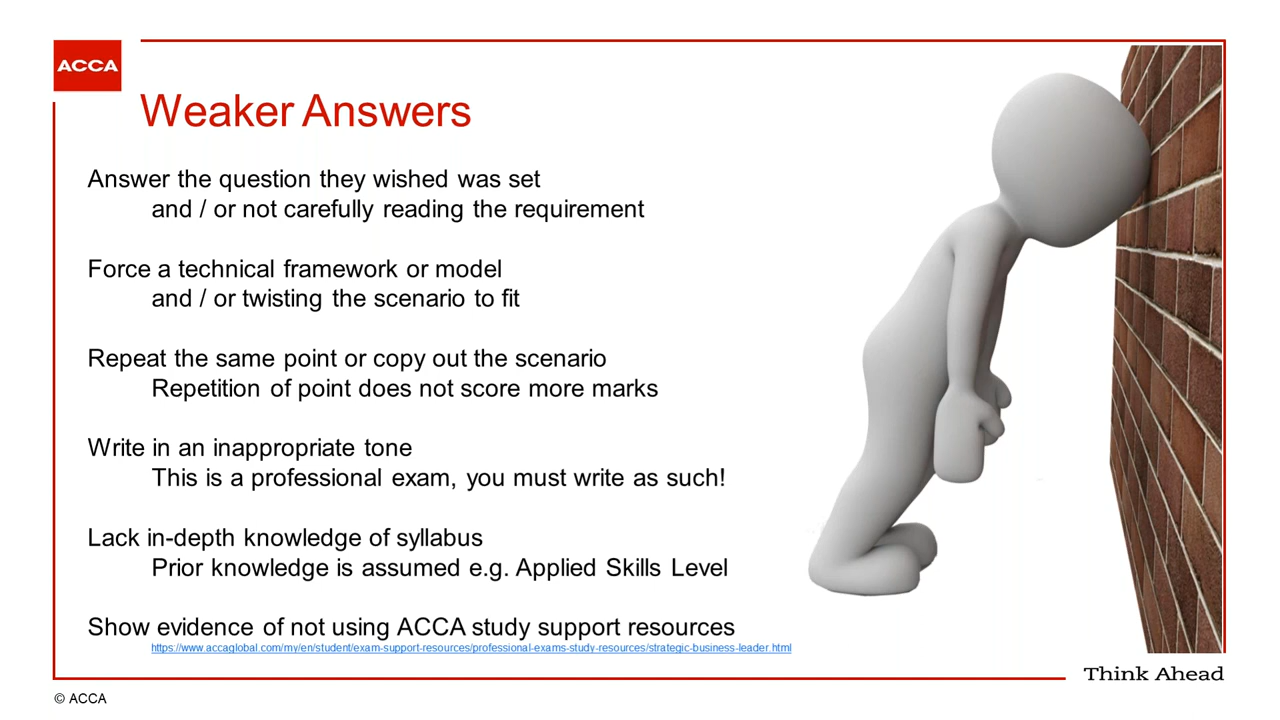 ACCA
Weaker Answers
Answer the question they wished was set
and / or not carefully reading the requirement
Force a technical framework or model
and / or twisting the scenario to fit
Repeat the same point or copy out the scenario
Repetition of point does not score more marks
Write in an inappropriate tone
This is a professional exam, you must write as such!
Lack in-depth knowledge of syllabus
Prior knowledge is assumed e.g. Applied Skills Level
Show evidence of not using ACCA study support resources
https://www.accaglobal.com/my/en/student/exam-support-resources/professional-exams-study-resources/strategic-business-leader.html
Think Ahead
© ACCA